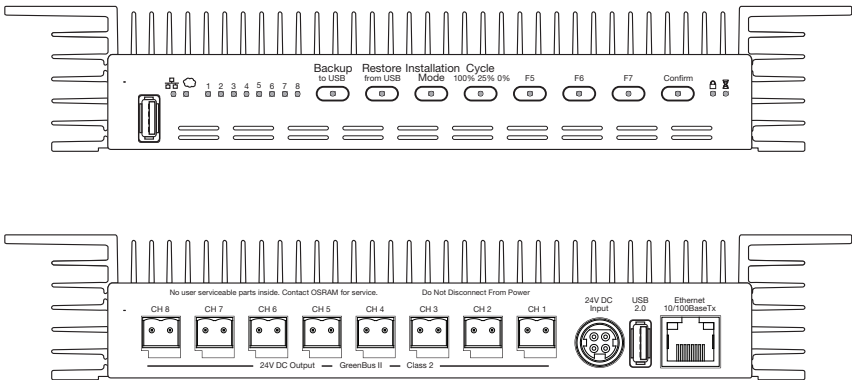 Backup Restore Installation Cycle
to USB from USB Mode 100% 25% 0% F5 F6 F7 Confirm
1 2 3 4 5 6 7 8
No user serviceable parts inside. Contact OSRAM for service. Do Not Disconnect From Power
24V DC USB Ethernet
Input 2.0 10/100BaseTx
CH 8 CH 7 CH 6 CH 5 CH 4 CH 3 CH 2 CH 1
24V DC Output — GreenBus II — Class 2